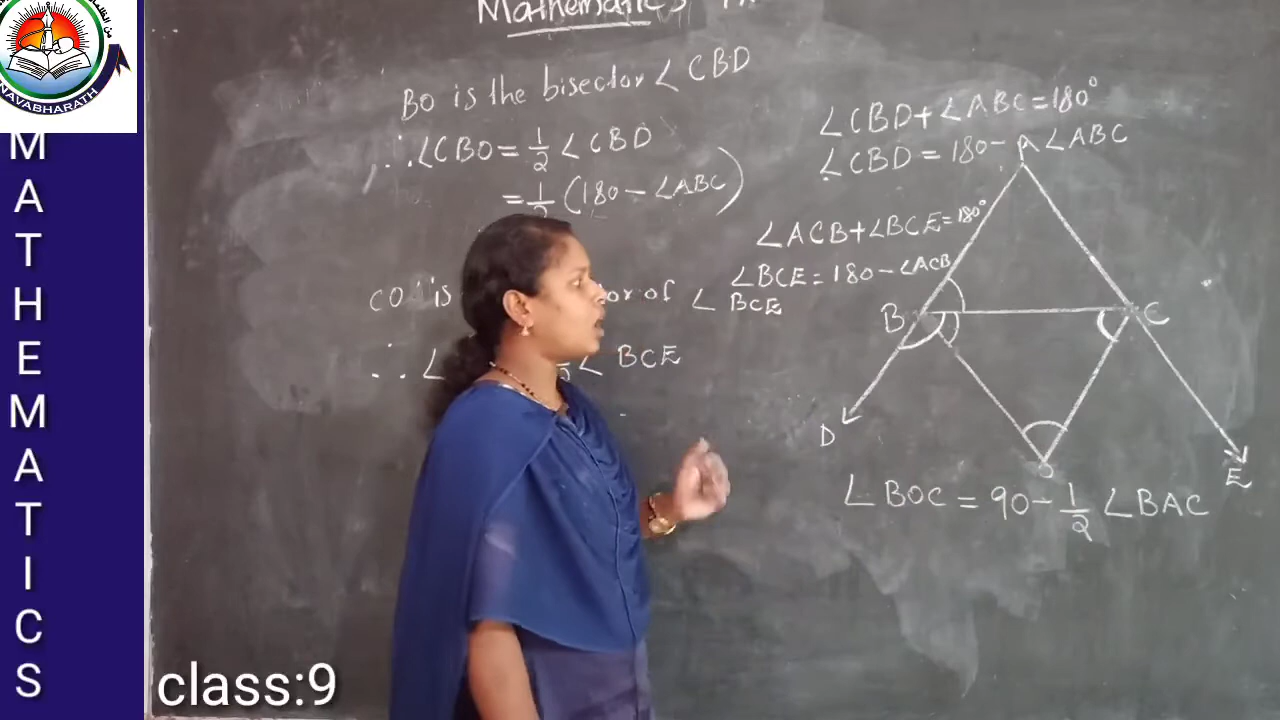 NAVABHARATH
MATHEMATICS
class:9
Mathematics
BO is the bisector ∠CBD
∴ ∠CBO = 1/2 ∠CBD
= 1/2 (180 - ∠ABC)
CO is of ∠BCE
∴ ∠ ∠BCE
∠CBD + ∠ABC = 180°
∠CBD = 180 - ∠ABC
∠ACB + ∠BCE = 180°
∠BCE = 180 - ∠ACB
A
B
C
D
O
E
∠BOC = 90 - 1/2 ∠BAC